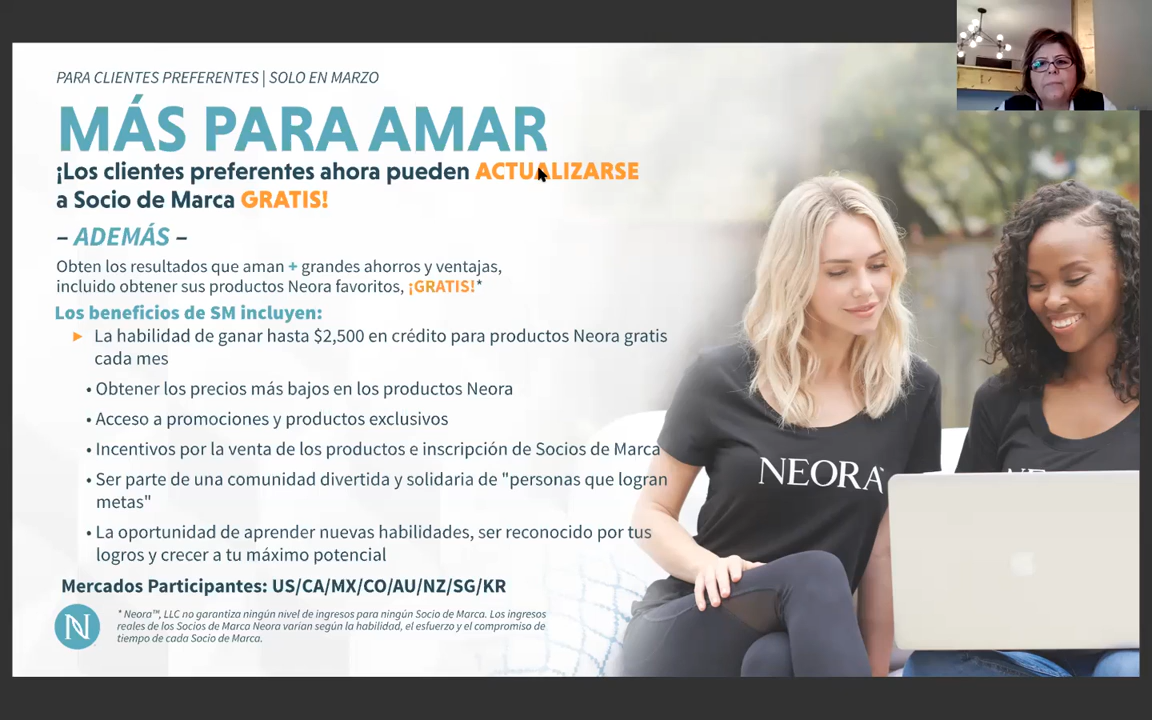 PARA CLIENTES PREFERENTES | SOLO EN MARZO
MÁS PARA AMAR
¡Los clientes preferentes ahora pueden ACTUALIZARSE
a Socio de Marca GRATIS!
– ADEMÁS –
Obten los resultados que aman + grandes ahorros y ventajas,
incluido obtener sus productos Neora favoritos, ¡GRATIS!*
Los beneficios de SM incluyen:
► La habilidad de ganar hasta $2,500 en crédito para productos Neora gratis
cada mes
• Obtener los precios más bajos en los productos Neora
• Acceso a promociones y productos exclusivos
• Incentivos por la venta de los productos e inscripción de Socios de Marca
• Ser parte de una comunidad divertida y solidaria de "personas que logran
metas"
• La oportunidad de aprender nuevas habilidades, ser reconocido por tus
logros y crecer a tu máximo potencial
Mercados Participantes: US/CA/MX/CO/AU/NZ/SG/KR
N
* Neora™, LLC no garantiza ningún nivel de ingresos para ningún Socio de Marca. Los ingresos
reales de los Socios de Marca Neora varían según la habilidad, el esfuerzo y el compromiso de
tiempo de cada Socio de Marca.
NEORA